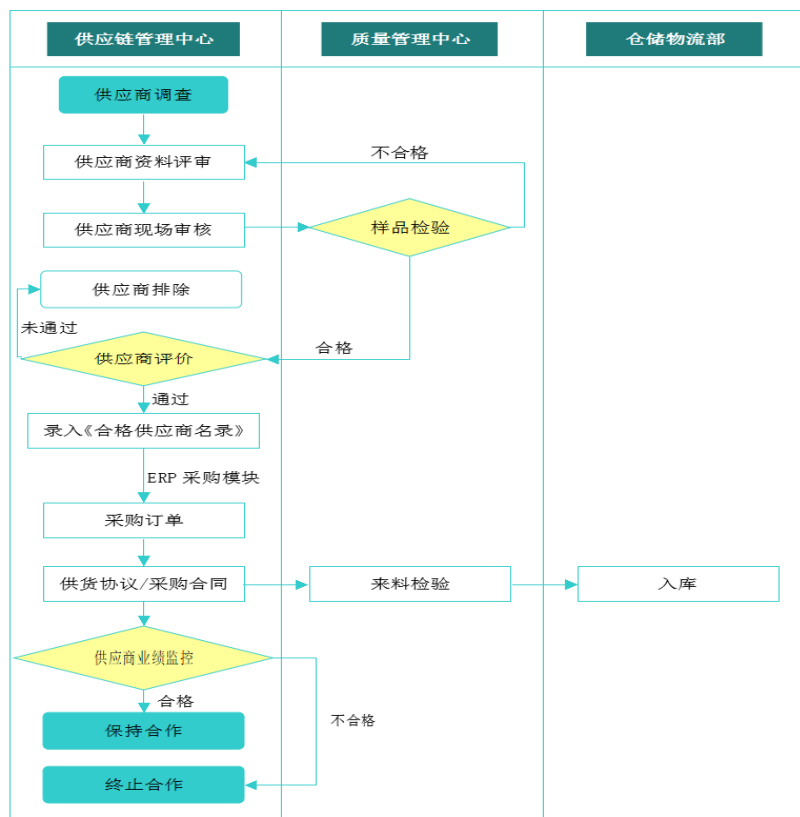 供应链管理中心
质量管理中心
仓储物流部
供应商调查
供应商资料评审
不合格
供应商现场审核
样品检验
供应商排除
未通过
合格
供应商评价
通过
录入《合格供应商名录》
ERP 采购模块
采购订单
供货协议/采购合同
来料检验
入库
供应商业绩监控
合格
不合格
保持合作
终止合作